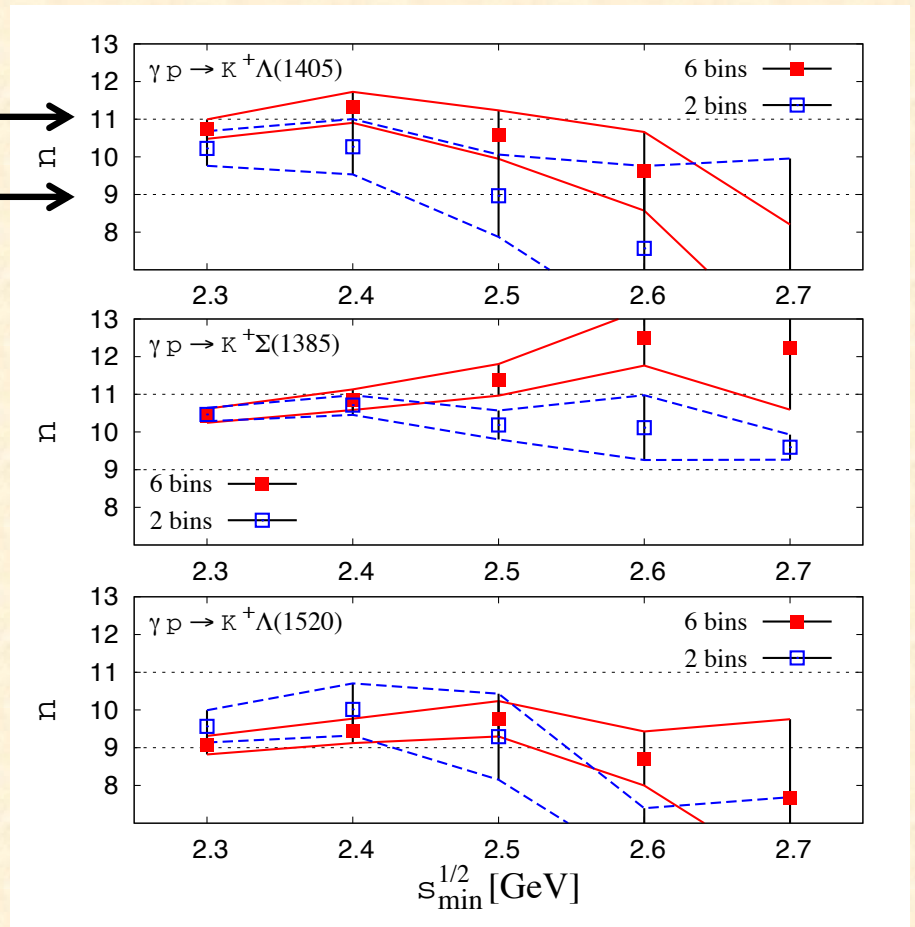 13
12
11
10
9
8
n
γ p → K⁺Λ(1405)
6 bins
2 bins
2.3 2.4 2.5 2.6 2.7
13
12
11
10
9
8
n
γ p → K⁺Σ(1385)
6 bins
2 bins
2.3 2.4 2.5 2.6 2.7
13
12
11
10
9
8
n
γ p → K⁺Λ(1520)
6 bins
2 bins
2.3 2.4 2.5 2.6 2.7
s_min^1/2 [GeV]